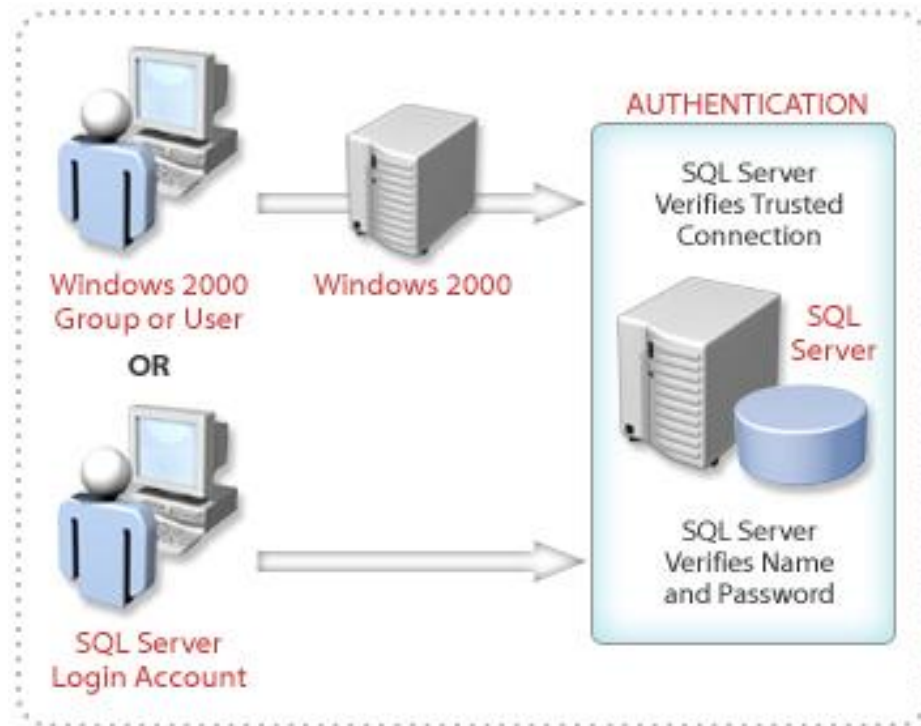 AUTHENTICATION
SQL Server
Verifies Trusted
Connection
Windows 2000
Group or User
Windows 2000
SQL
Server
OR
SQL Server
Verifies Name
and Password
SQL Server
Login Account